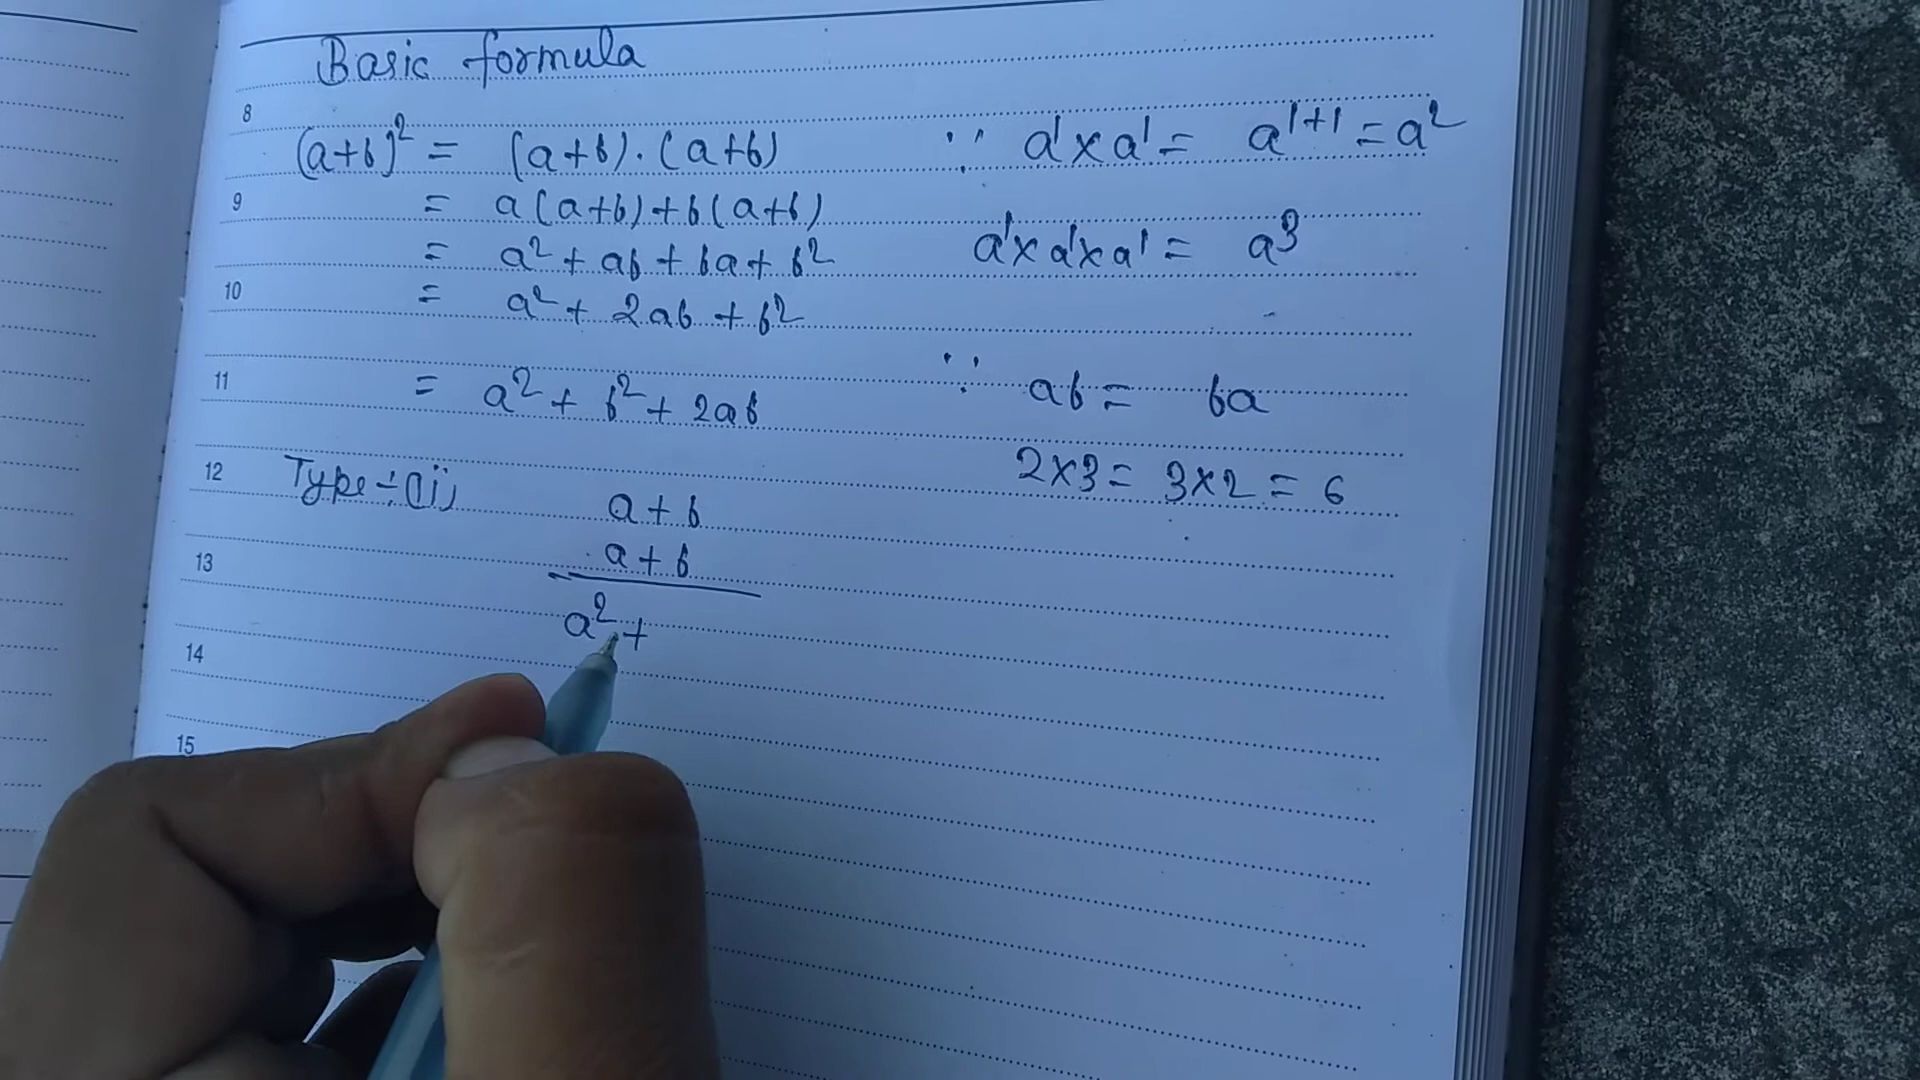 Basic formula
8
(a+b)² = (a+b).(a+b) ∵ a¹×a¹ = a¹⁺¹ = a²
9
= a(a+b)+b(a+b)
= a²+ab+ba+b² a¹×a¹×a¹ = a³
10
= a²+2ab+b²
11
= a²+b²+2ab ∵ ab = ba
12
Type÷(ii) 2×3 = 3×2 = 6
a+b
13
a+b
a²+
14
15